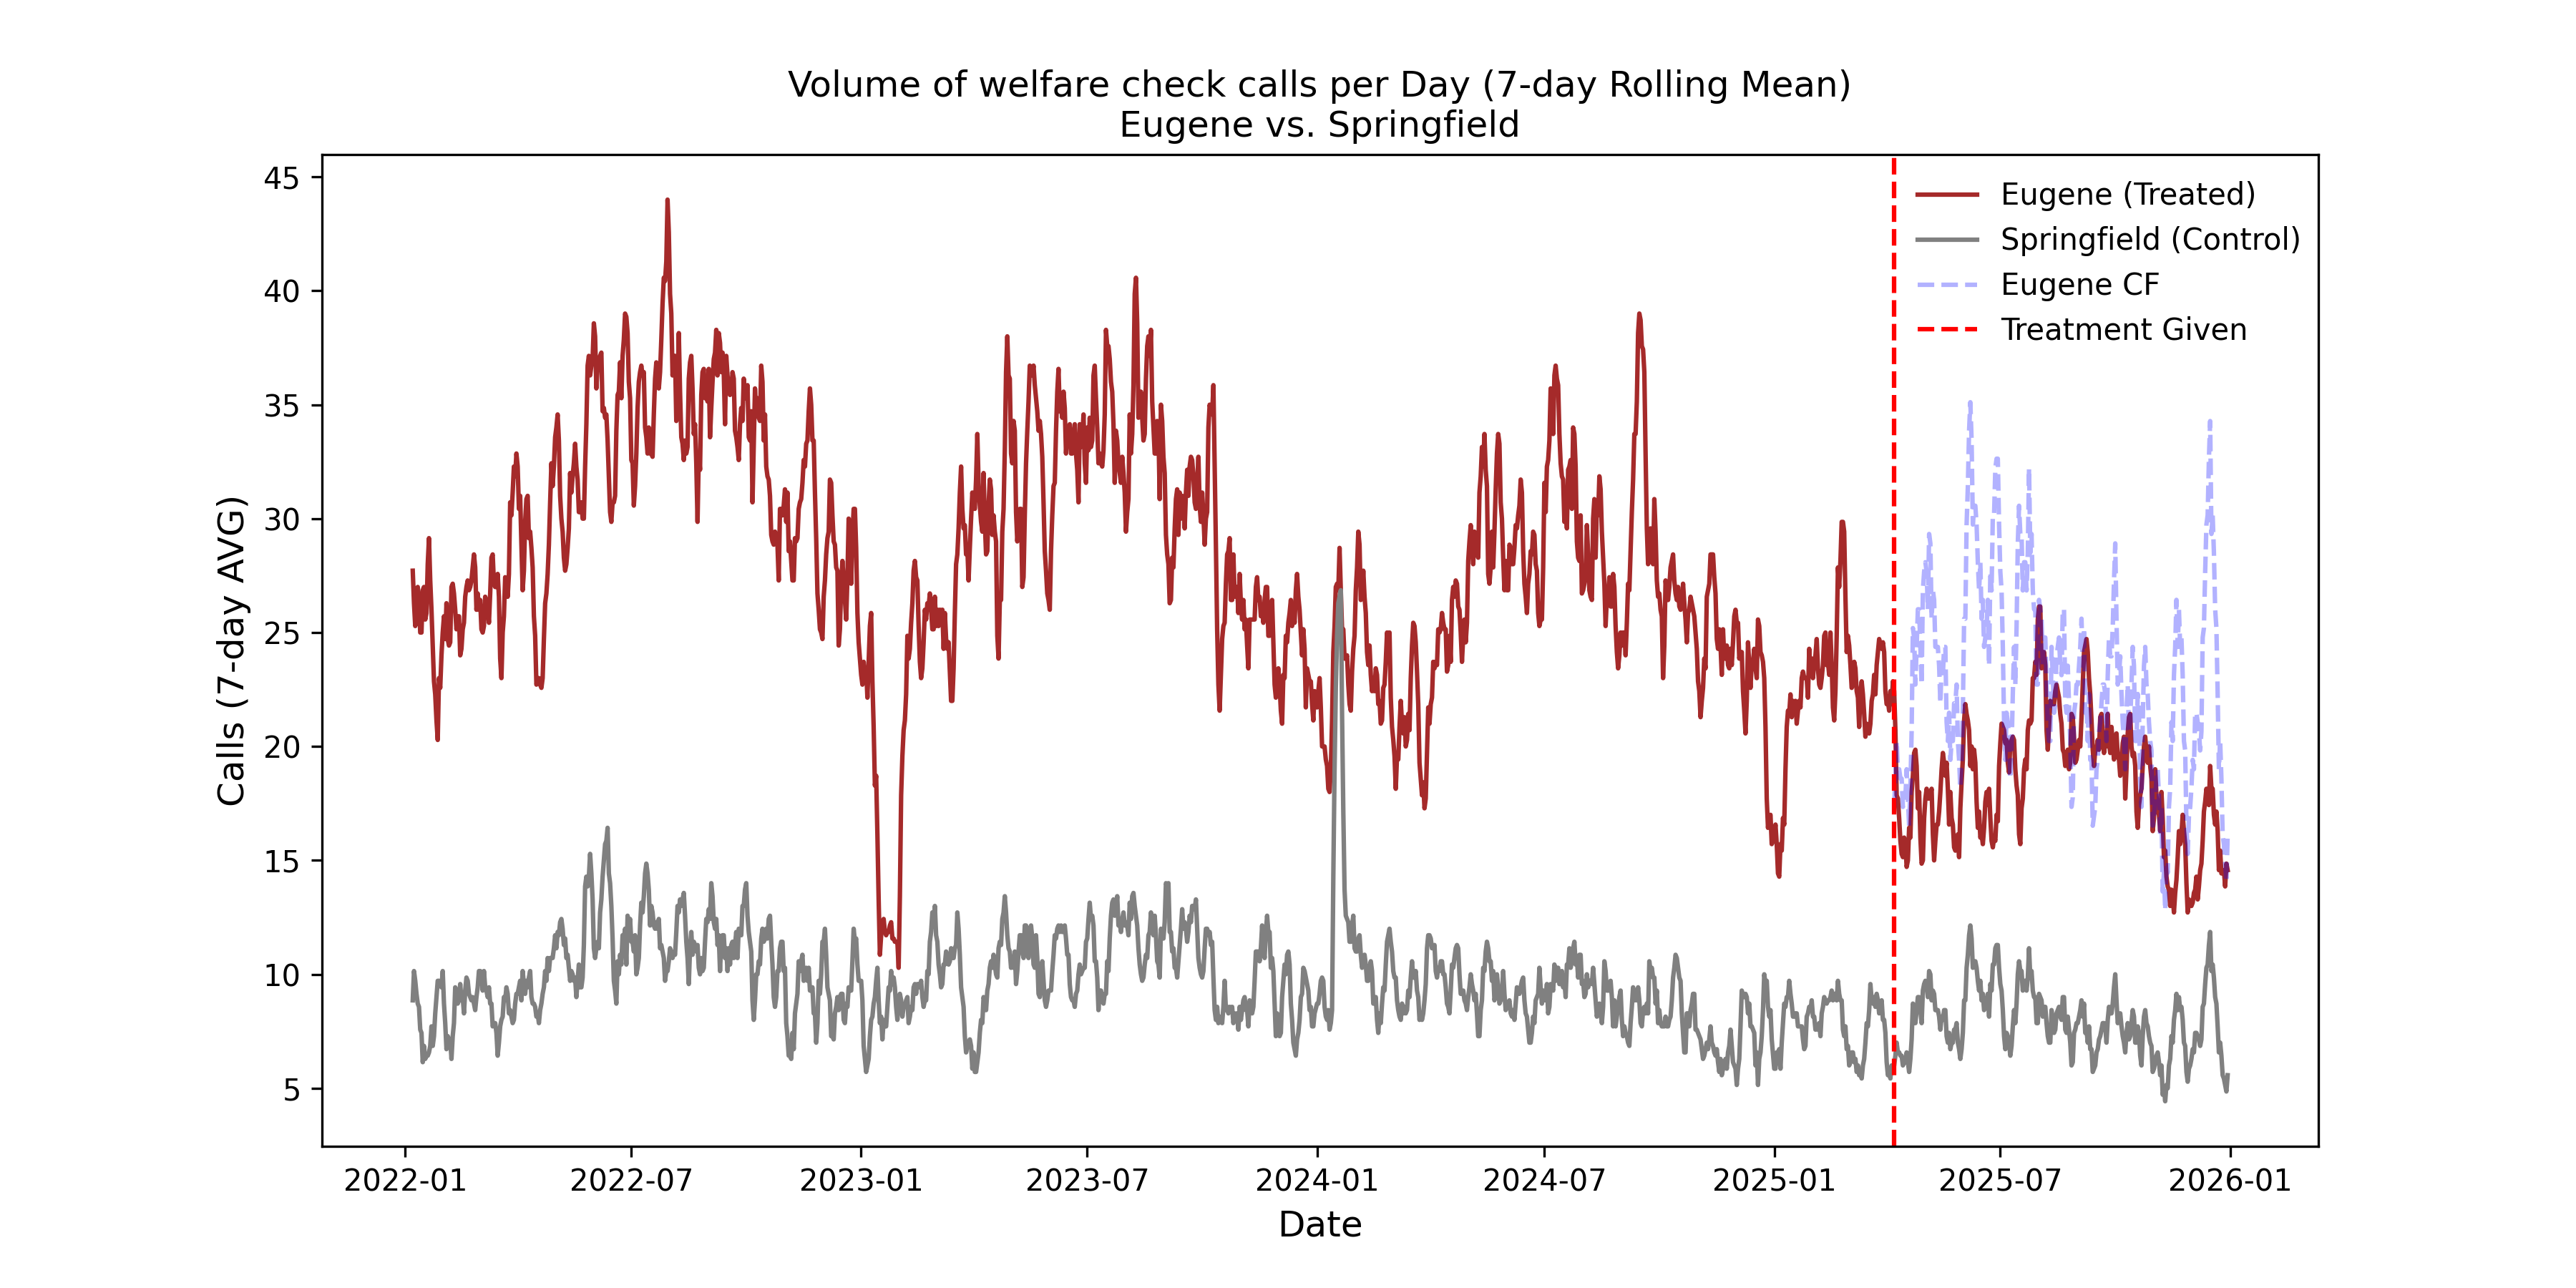 Volume of welfare check calls per Day (7-day Rolling Mean)
Eugene vs. Springfield
Calls (7-day AVG)
45
40
35
30
25
20
15
10
5
Eugene (Treated)
Springfield (Control)
Eugene CF
Treatment Given
2022-01
2022-07
2023-01
2023-07
2024-01
2024-07
2025-01
2025-07
2026-01
Date